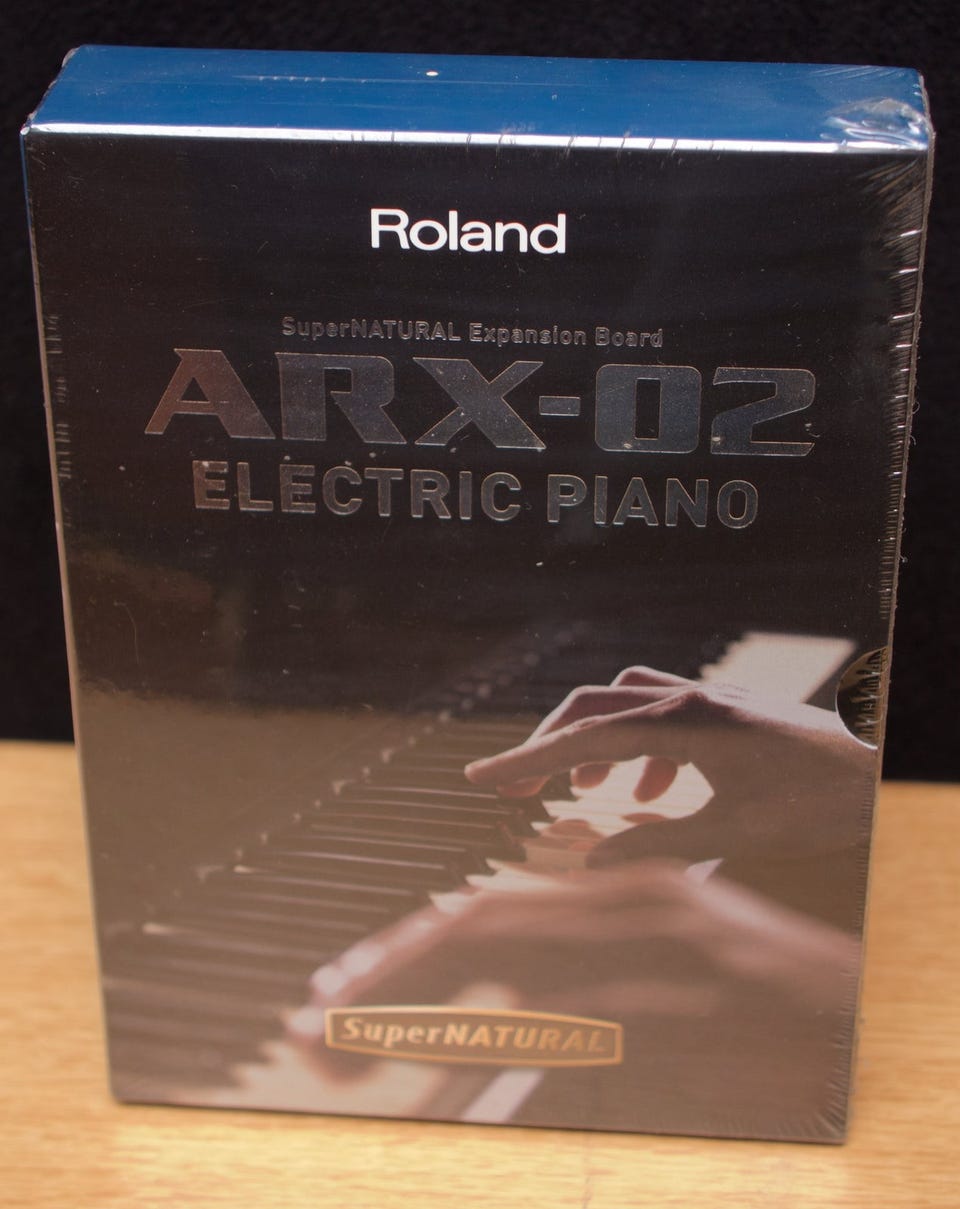 Roland
SuperNATURAL Expansion Board
ARX-02
ELECTRIC PIANO
SuperNATURAL